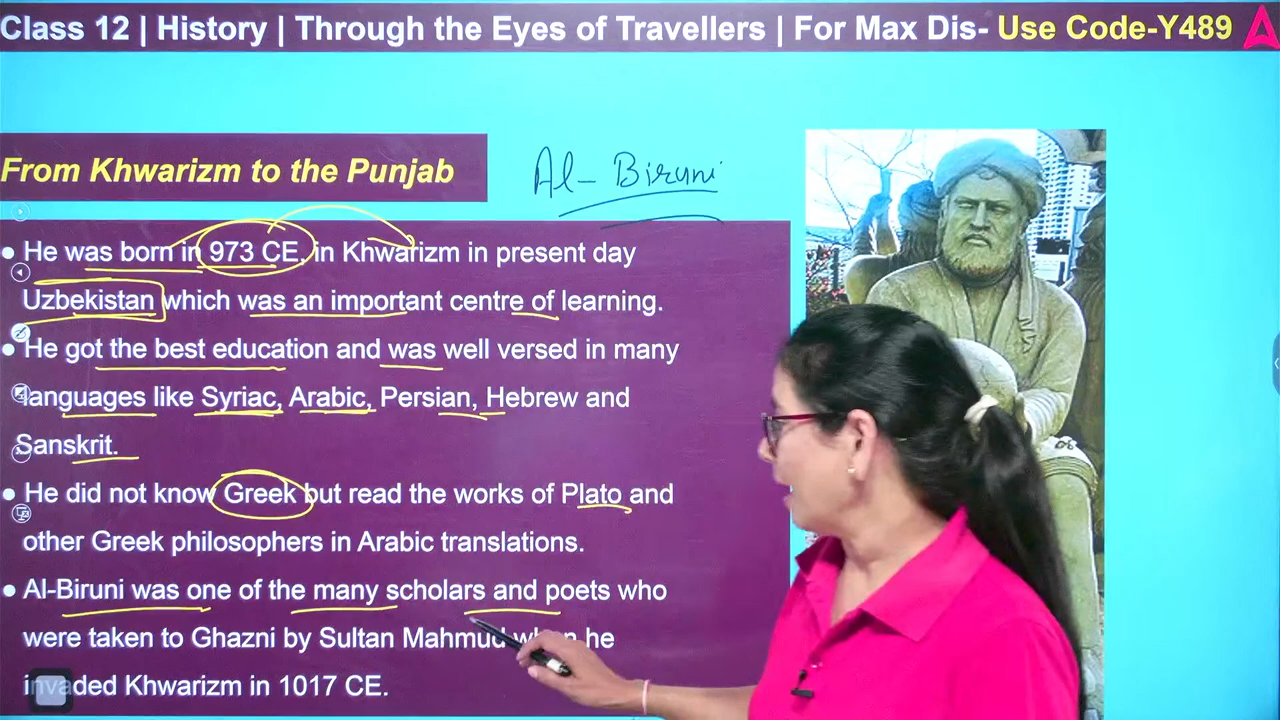 Class 12 | History | Through the Eyes of Travellers | For Max Dis- Use Code-Y489
From Khwarizm to the Punjab
Al-Biruni
● He was born in 973 CE. in Khwarizm in present day
Uzbekistan which was an important centre of learning.
● He got the best education and was well versed in many
languages like Syriac, Arabic, Persian, Hebrew and
Sanskrit.
● He did not know Greek but read the works of Plato and
other Greek philosophers in Arabic translations.
● Al-Biruni was one of the many scholars and poets who
were taken to Ghazni by Sultan Mahmud when he
invaded Khwarizm in 1017 CE.